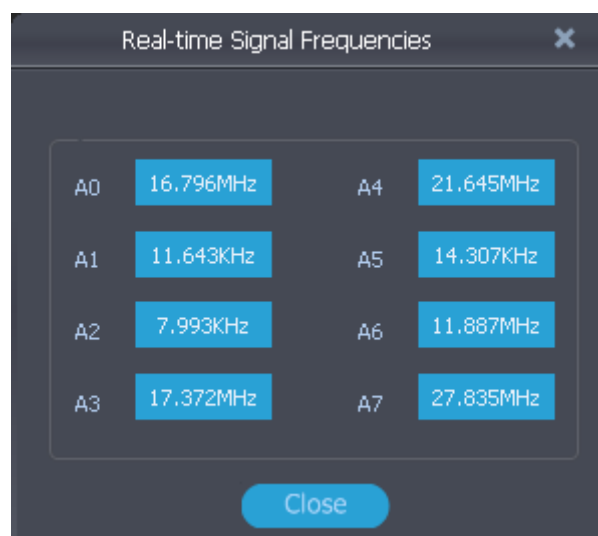 Real-time Signal Frequencies
A0 16.796MHz A4 21.645MHz
A1 11.643KHz A5 14.307KHz
A2 7.993KHz A6 11.887MHz
A3 17.372MHz A7 27.835MHz
Close